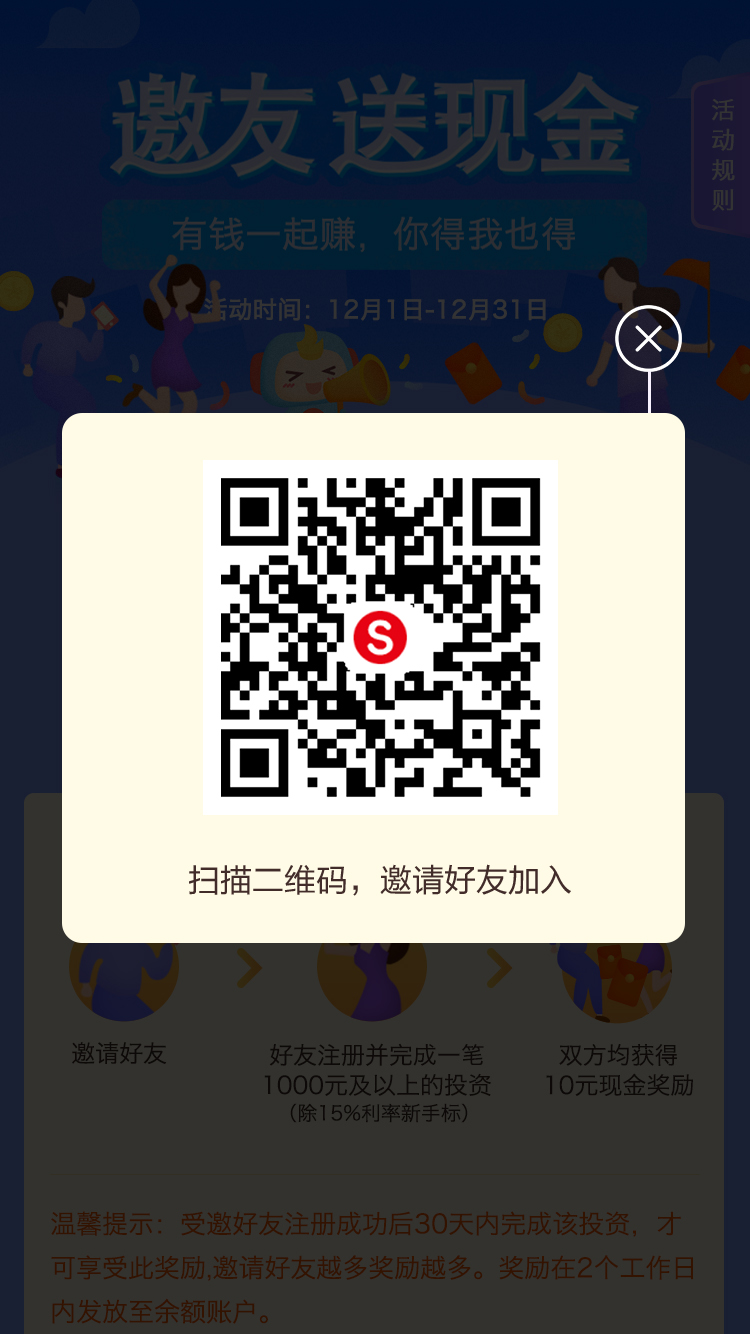 邀友送现金
活动规则
有钱一起赚，你得我也得
活动时间：12月1日-12月31日
S
扫描二维码，邀请好友加入
邀请好友
好友注册并完成一笔
1000元及以上的投资
（除15%利率新手标）
双方均获得
10元现金奖励
温馨提示：受邀好友注册成功后30天内完成该投资，才
可享受此奖励,邀请好友越多奖励越多。奖励在2个工作日
内发放至余额账户。